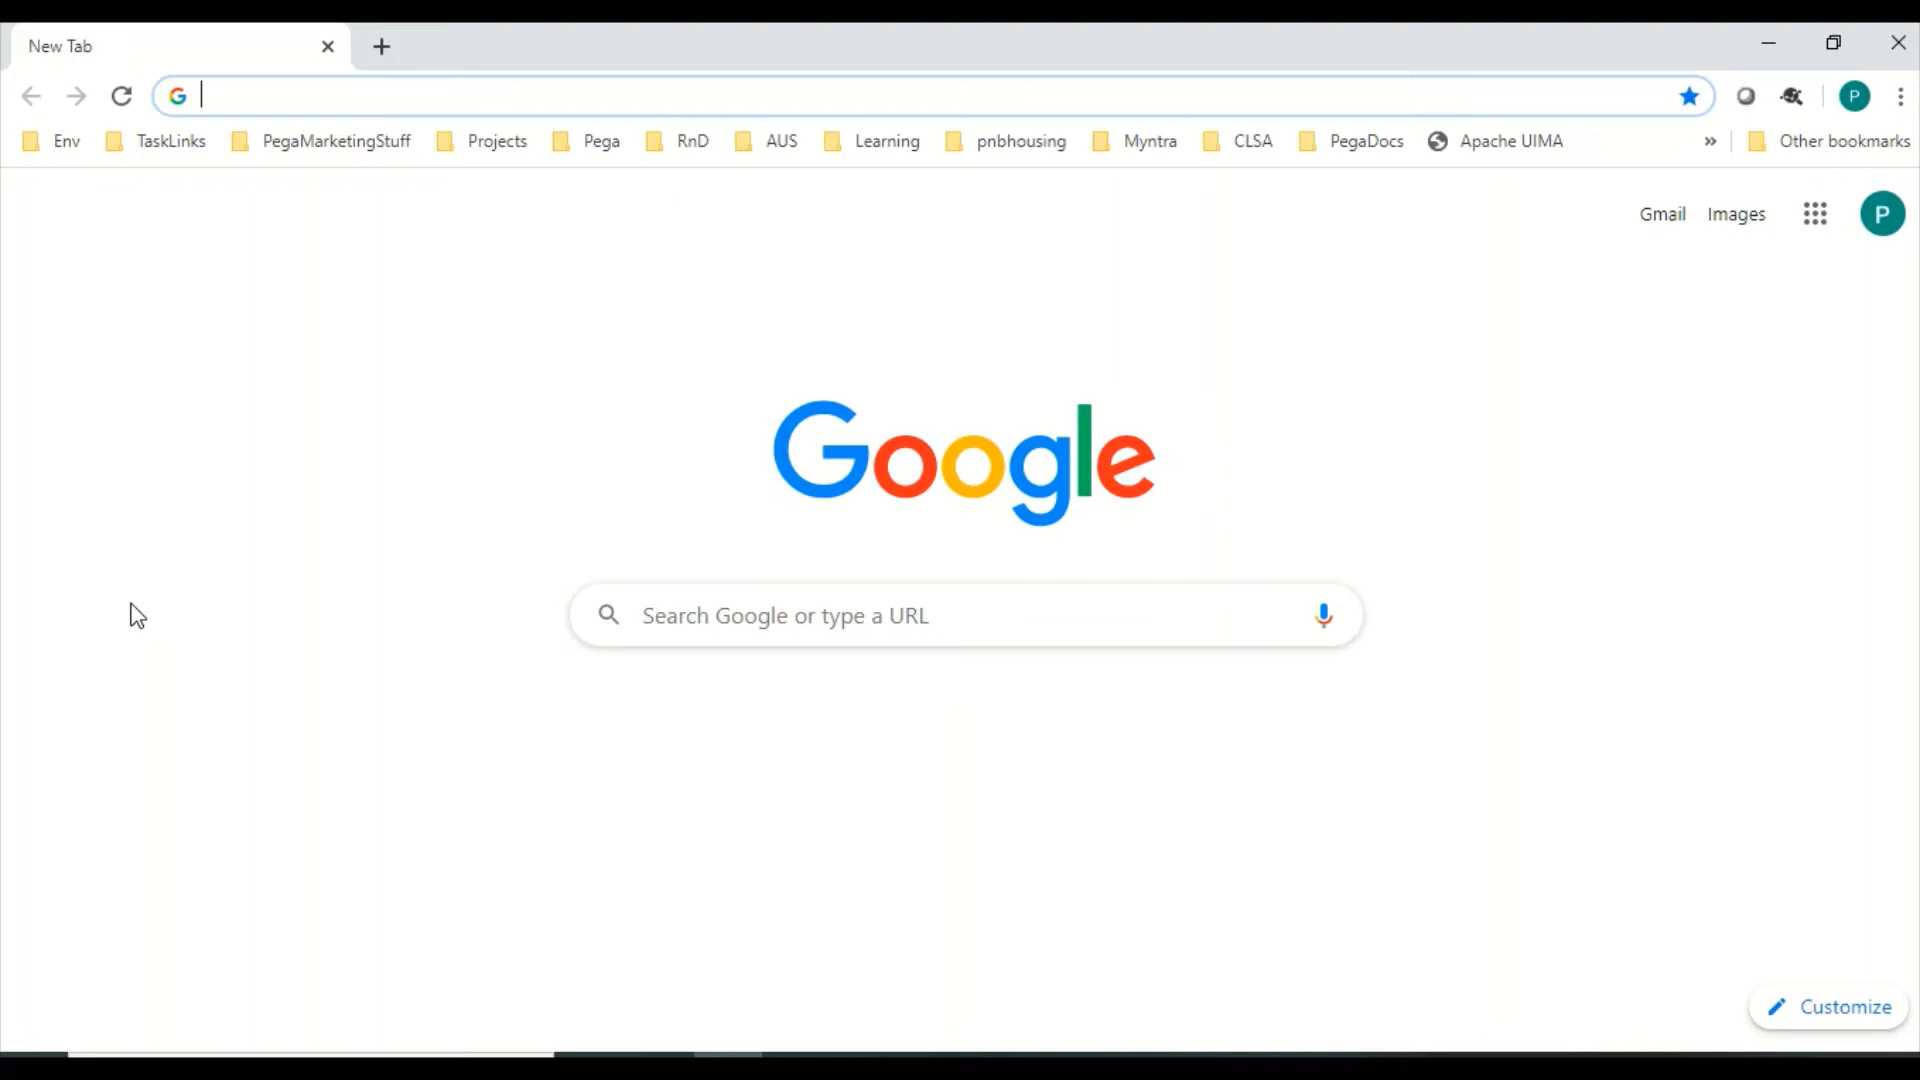 New Tab
Env TaskLinks PegaMarketingStuff Projects Pega RnD AUS Learning pnbhousing Myntra CLSA PegaDocs Apache UIMA » Other bookmarks
P
Gmail Images P
Google
Search Google or type a URL
Customize